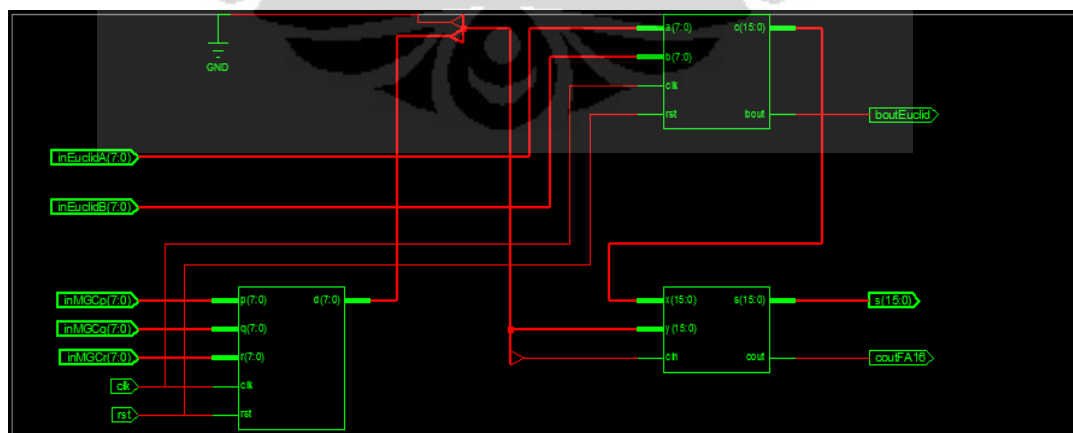 GND
a(7:0) c(15:0)
b(7:0)
clk
rst bout
boutEuclid
inEuclidA(7:0)
inEuclidB(7:0)
inMGCp(7:0)
inMGCq(7:0)
inMGCr(7:0)
clk
rst
p(7:0) d(7:0)
q(7:0)
r(7:0)
clk
rst
x(15:0) s(15:0)
y(15:0)
cin cout
s(15:0)
coutFA16